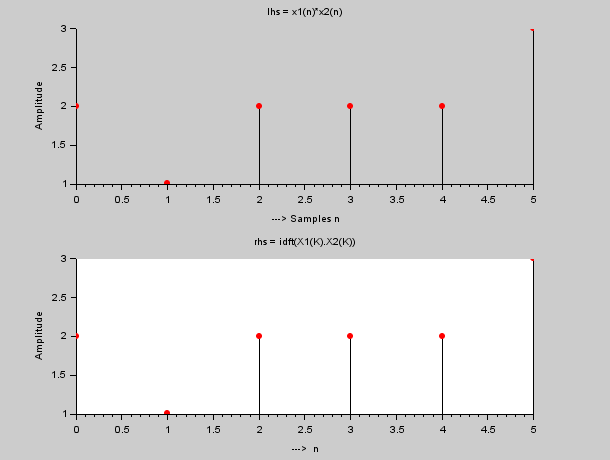 lhs = x1(n)*x2(n)
3
2.5
2
1.5
1
Amplitude
0 0.5 1 1.5 2 2.5 3 3.5 4 4.5 5
---> Samples n
rhs = idft(X1(K).X2(K))
3
2.5
2
1.5
1
Amplitude
0 0.5 1 1.5 2 2.5 3 3.5 4 4.5 5
---> n